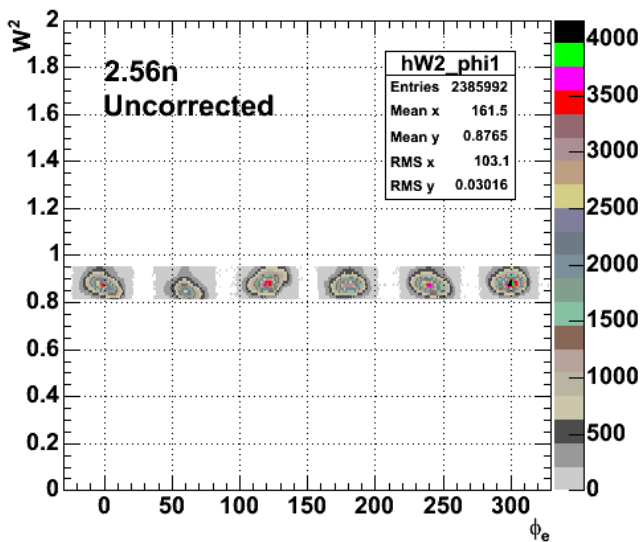 W²
2
1.8
1.6
1.4
1.2
1
0.8
0.6
0.4
0.2
0
2.56n
Uncorrected
hW2_phi1
Entries 2385992
Mean x 161.5
Mean y 0.8765
RMS x 103.1
RMS y 0.03016
4000
3500
3000
2500
2000
1500
1000
500
0
0 50 100 150 200 250 300
ϕe